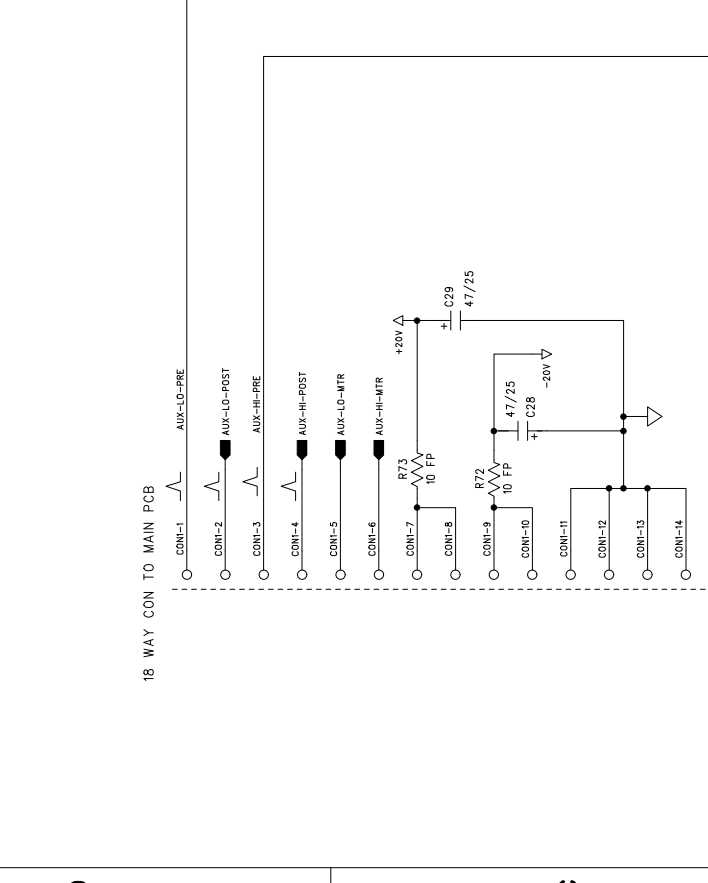 18 WAY CON TO MAIN PCB
CON1-1
AUX-LO-PRE
CON1-2
AUX-LO-POST
CON1-3
AUX-HI-PRE
CON1-4
AUX-HI-POST
CON1-5
AUX-LO-MTR
CON1-6
AUX-HI-MTR
CON1-7
R73
10 FP
+20V
CON1-8
C29
47/25
+
CON1-9
R72
10 FP
CON1-10
47/25
C28
+
-20V
CON1-11
CON1-12
CON1-13
CON1-14